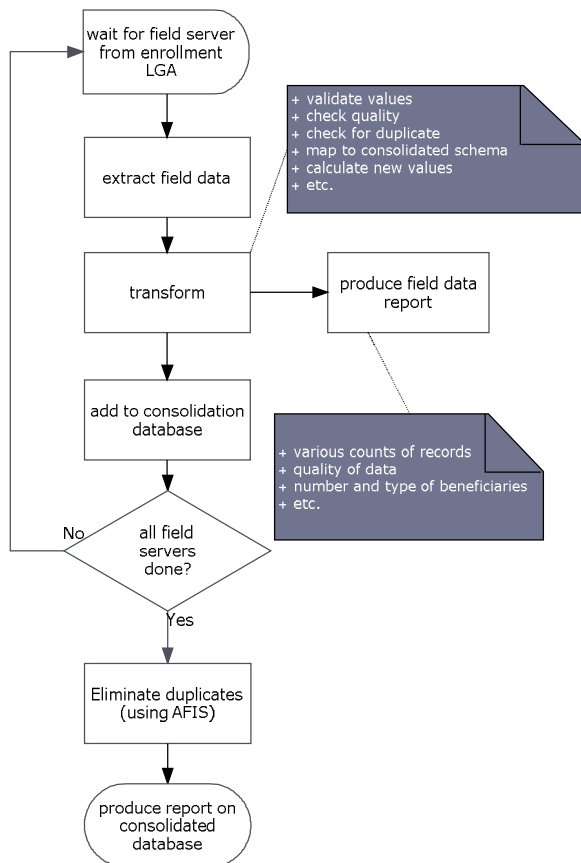 wait for field server
from enrollment
LGA
+ validate values
+ check quality
+ check for duplicate
+ map to consolidated schema
+ calculate new values
+ etc.
extract field data
transform
produce field data
report
add to consolidation
database
+ various counts of records
+ quality of data
+ number and type of beneficiaries
+ etc.
No
all field
servers
done?
Yes
Eliminate duplicates
(using AFIS)
produce report on
consolidated
database